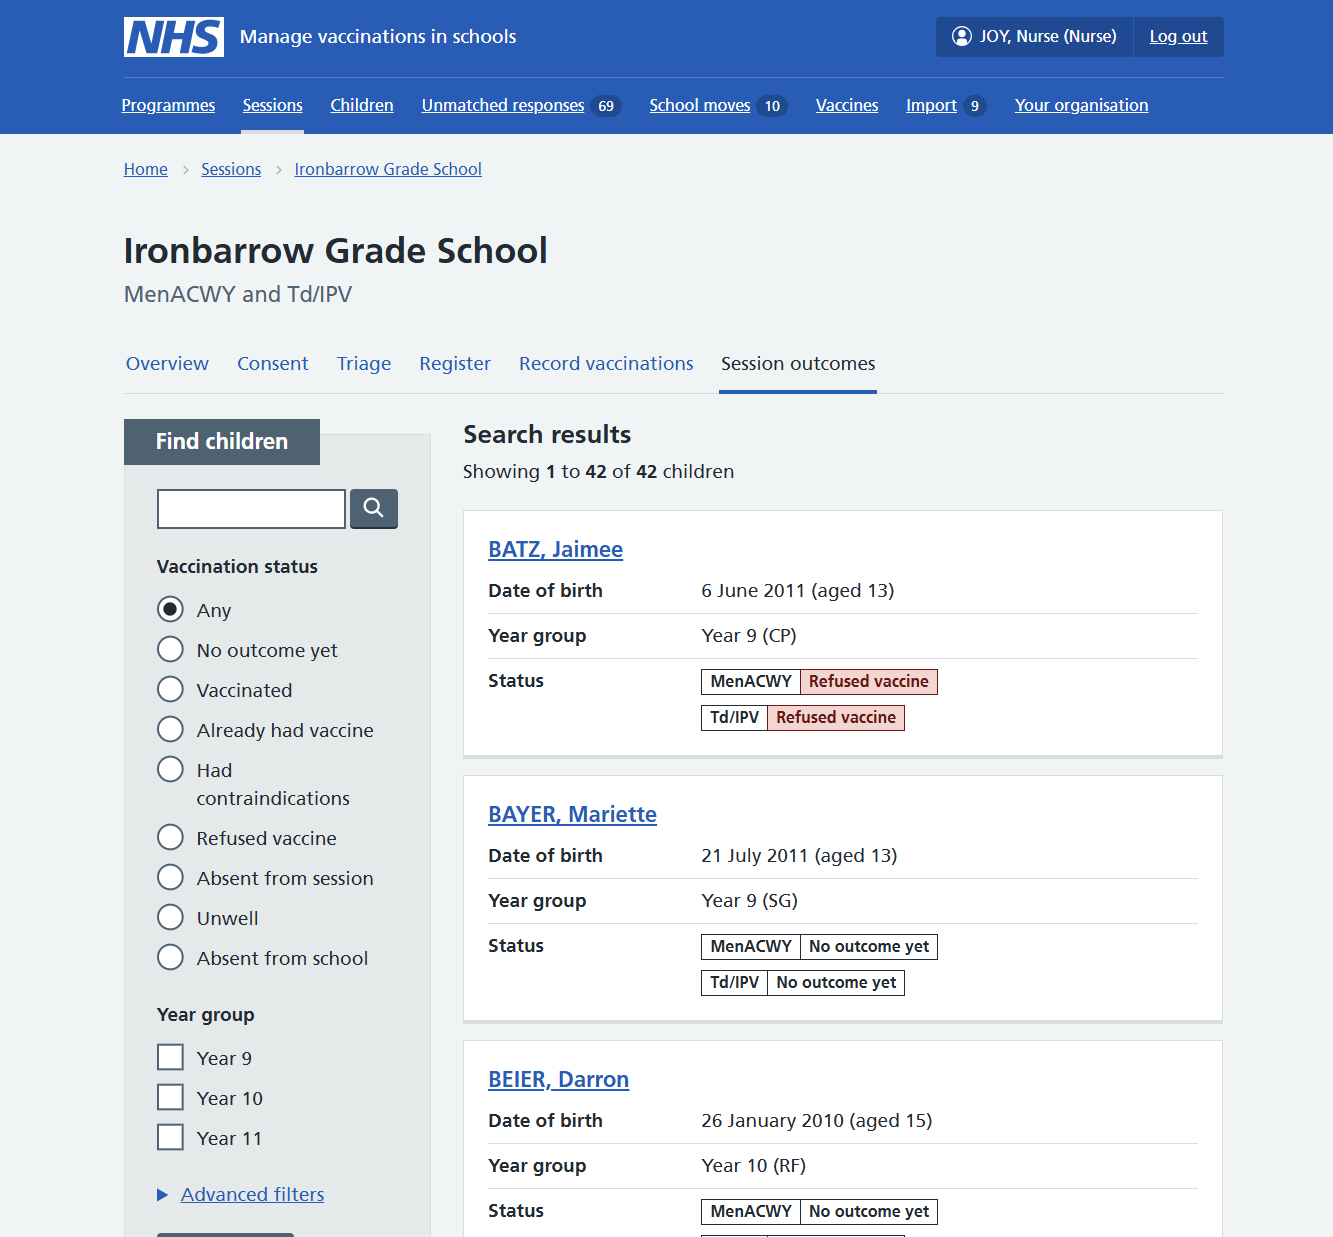 NHS Manage vaccinations in schools JOY, Nurse (Nurse) Log out
Programmes Sessions Children Unmatched responses 69 School moves 10 Vaccines Import 9 Your organisation
Home Sessions Ironbarrow Grade School
Ironbarrow Grade School
MenACWY and Td/IPV
Overview Consent Triage Register Record vaccinations Session outcomes
Find children
Vaccination status
Any
No outcome yet
Vaccinated
Already had vaccine
Had
contraindications
Refused vaccine
Absent from session
Unwell
Absent from school
Year group
Year 9
Year 10
Year 11
Advanced filters
Search results
Showing 1 to 42 of 42 children
BATZ, Jaimee
Date of birth 6 June 2011 (aged 13)
Year group Year 9 (CP)
Status MenACWY Refused vaccine
Td/IPV Refused vaccine
BAYER, Mariette
Date of birth 21 July 2011 (aged 13)
Year group Year 9 (SG)
Status MenACWY No outcome yet
Td/IPV No outcome yet
BEIER, Darron
Date of birth 26 January 2010 (aged 15)
Year group Year 10 (RF)
Status MenACWY No outcome yet